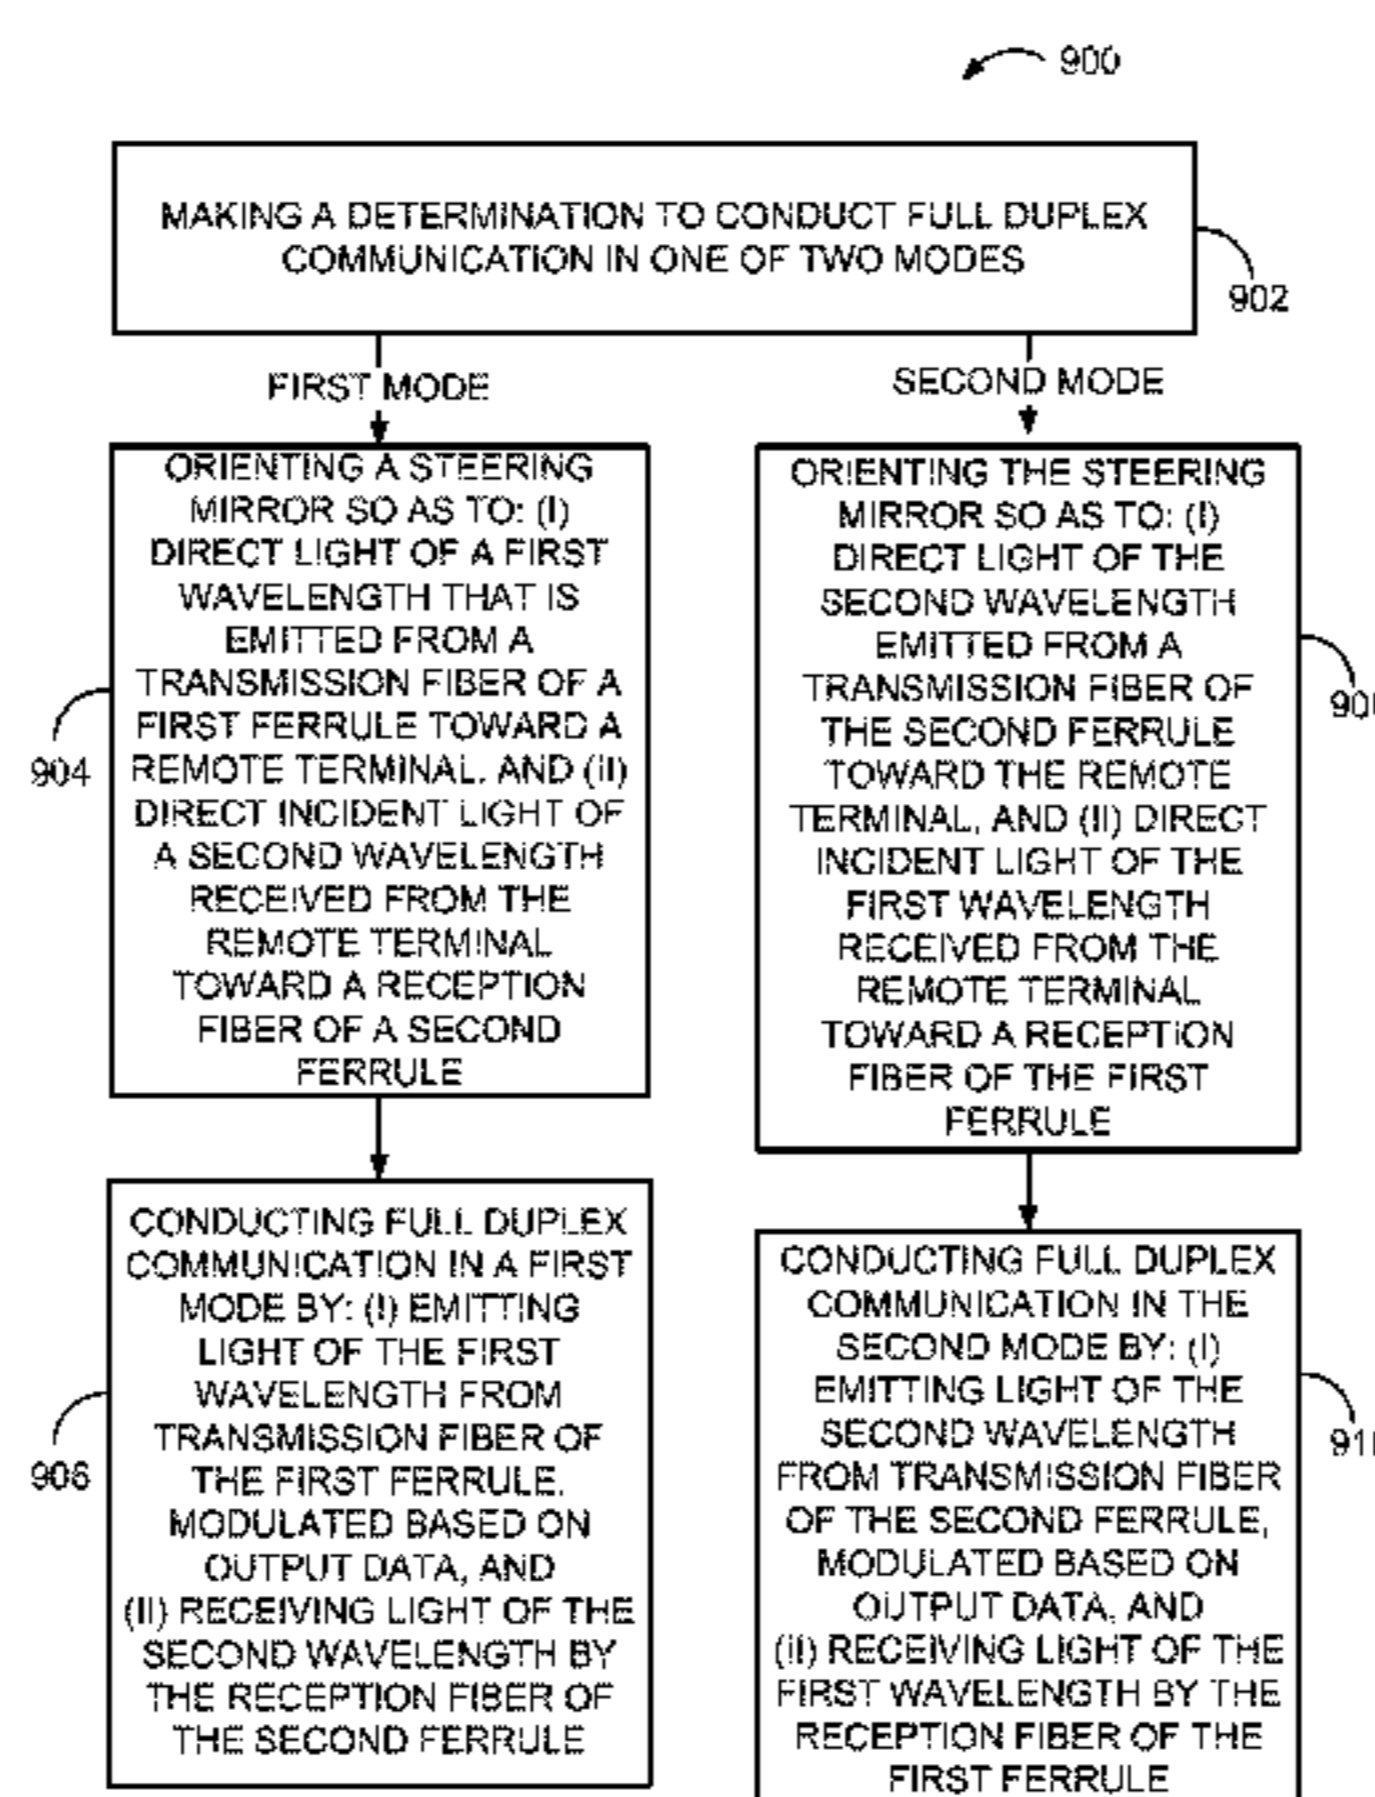 900
MAKING A DETERMINATION TO CONDUCT FULL DUPLEX
COMMUNICATION IN ONE OF TWO MODES
902
FIRST MODE
SECOND MODE
ORIENTING A STEERING
MIRROR SO AS TO: (I)
DIRECT LIGHT OF A FIRST
WAVELENGTH THAT IS
EMITTED FROM A
TRANSMISSION FIBER OF A
FIRST FERRULE TOWARD A
REMOTE TERMINAL, AND (II)
DIRECT INCIDENT LIGHT OF
A SECOND WAVELENGTH
RECEIVED FROM THE
REMOTE TERMINAL
TOWARD A RECEPTION
FIBER OF A SECOND
FERRULE
904
ORIENTING THE STEERING
MIRROR SO AS TO: (I)
DIRECT LIGHT OF THE
SECOND WAVELENGTH
EMITTED FROM A
TRANSMISSION FIBER OF
THE SECOND FERRULE
TOWARD THE REMOTE
TERMINAL, AND (II) DIRECT
INCIDENT LIGHT OF THE
FIRST WAVELENGTH
RECEIVED FROM THE
REMOTE TERMINAL
TOWARD A RECEPTION
FIBER OF THE FIRST
FERRULE
CONDUCTING FULL DUPLEX
COMMUNICATION IN A FIRST
MODE BY: (I) EMITTING
LIGHT OF THE FIRST
WAVELENGTH FROM
TRANSMISSION FIBER OF
THE FIRST FERRULE,
MODULATED BASED ON
OUTPUT DATA, AND
(II) RECEIVING LIGHT OF THE
SECOND WAVELENGTH BY
THE RECEPTION FIBER OF
THE SECOND FERRULE
906
CONDUCTING FULL DUPLEX
COMMUNICATION IN THE
SECOND MODE BY: (I)
EMITTING LIGHT OF THE
SECOND WAVELENGTH
FROM TRANSMISSION FIBER
OF THE SECOND FERRULE,
MODULATED BASED ON
OUTPUT DATA, AND
(II) RECEIVING LIGHT OF THE
FIRST WAVELENGTH BY THE
RECEPTION FIBER OF THE
FIRST FERRULE